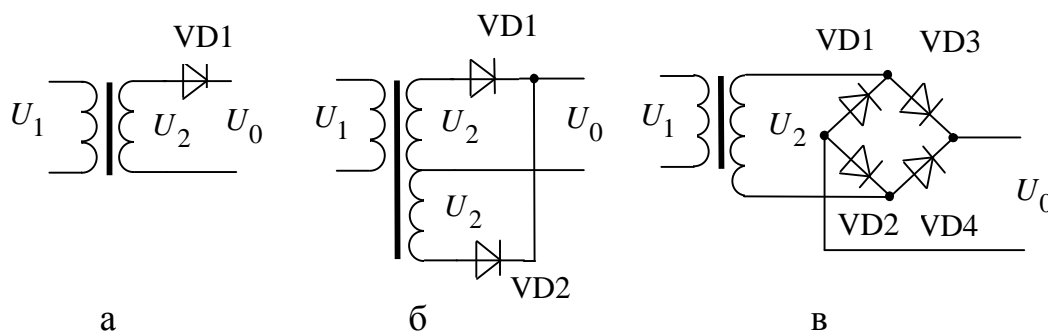 VD1
U1 U2 U0
а
VD1
U1 U2 U0
U2
VD2
б
VD1 VD3
U1 U2
U0
VD2 VD4
в